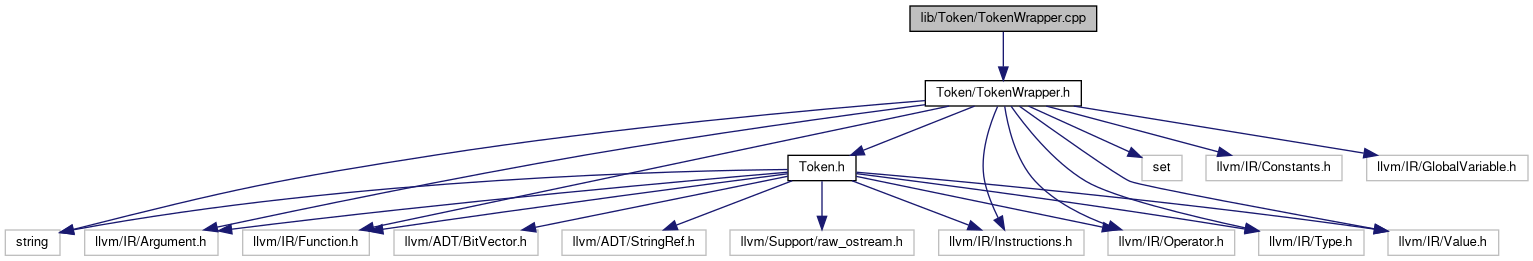 lib/Token/TokenWrapper.cpp
Token/TokenWrapper.h
Token.h
set
llvm/IR/Constants.h
llvm/IR/GlobalVariable.h
string
llvm/IR/Argument.h
llvm/IR/Function.h
llvm/ADT/BitVector.h
llvm/ADT/StringRef.h
llvm/Support/raw_ostream.h
llvm/IR/Instructions.h
llvm/IR/Operator.h
llvm/IR/Type.h
llvm/IR/Value.h